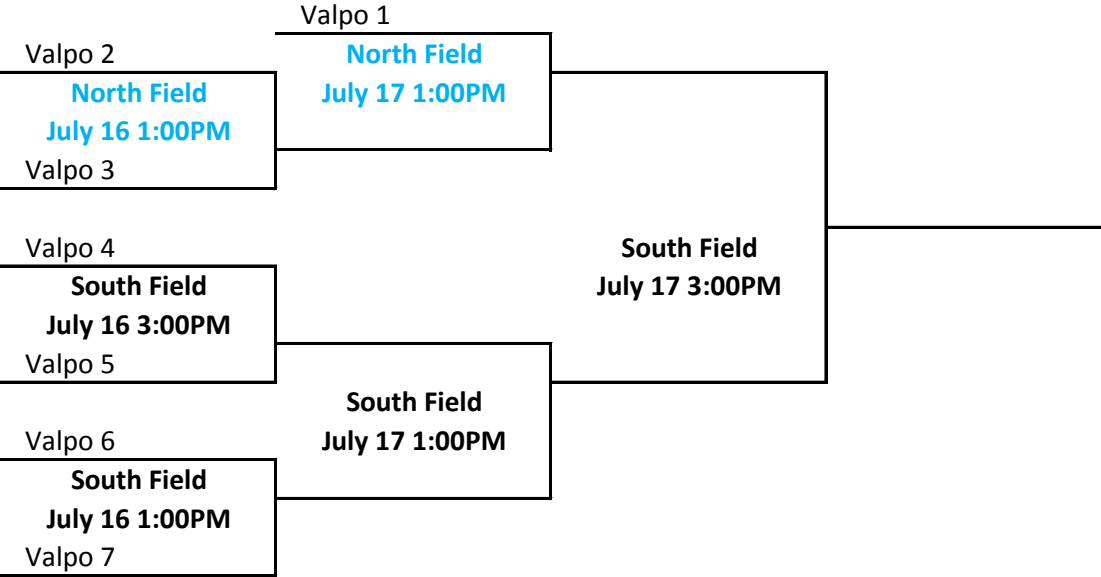 Valpo 1
Valpo 2
North Field
July 17 1:00PM
North Field
July 16 1:00PM
Valpo 3
Valpo 4
South Field
July 16 3:00PM
Valpo 5
South Field
July 17 3:00PM
South Field
July 17 1:00PM
Valpo 6
South Field
July 16 1:00PM
Valpo 7